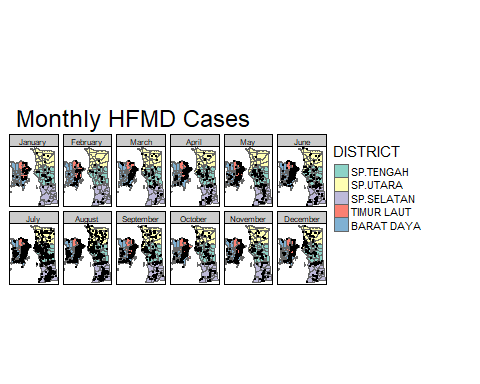 Monthly HFMD Cases
January February March April May June
July August September October November December
DISTRICT
SP.TENGAH
SP.UTARA
SP.SELATAN
TIMUR LAUT
BARAT DAYA